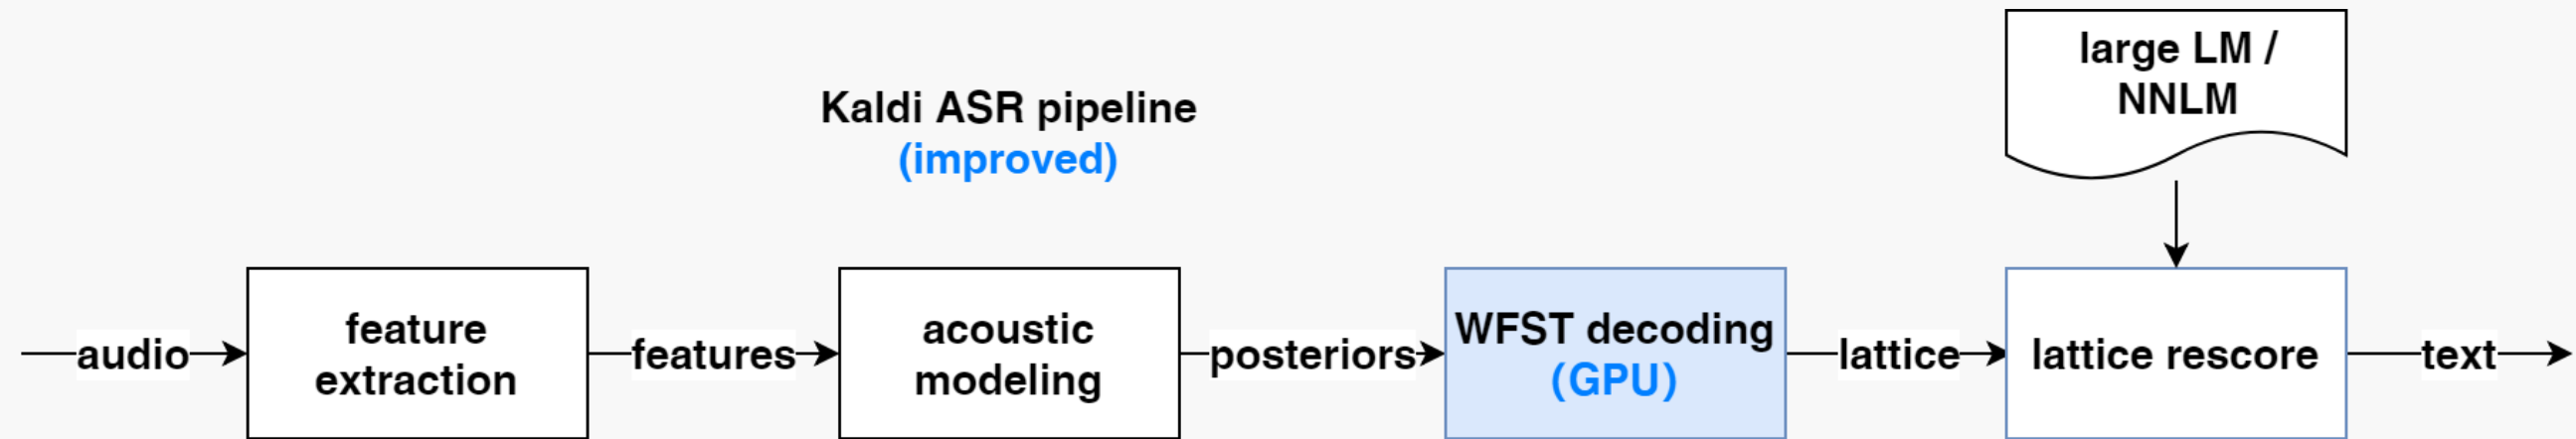 large LM /
NNLM
Kaldi ASR pipeline
(improved)
audio
feature
extraction
features
acoustic
modeling
posteriors
WFST decoding
(GPU)
lattice
lattice rescore
text